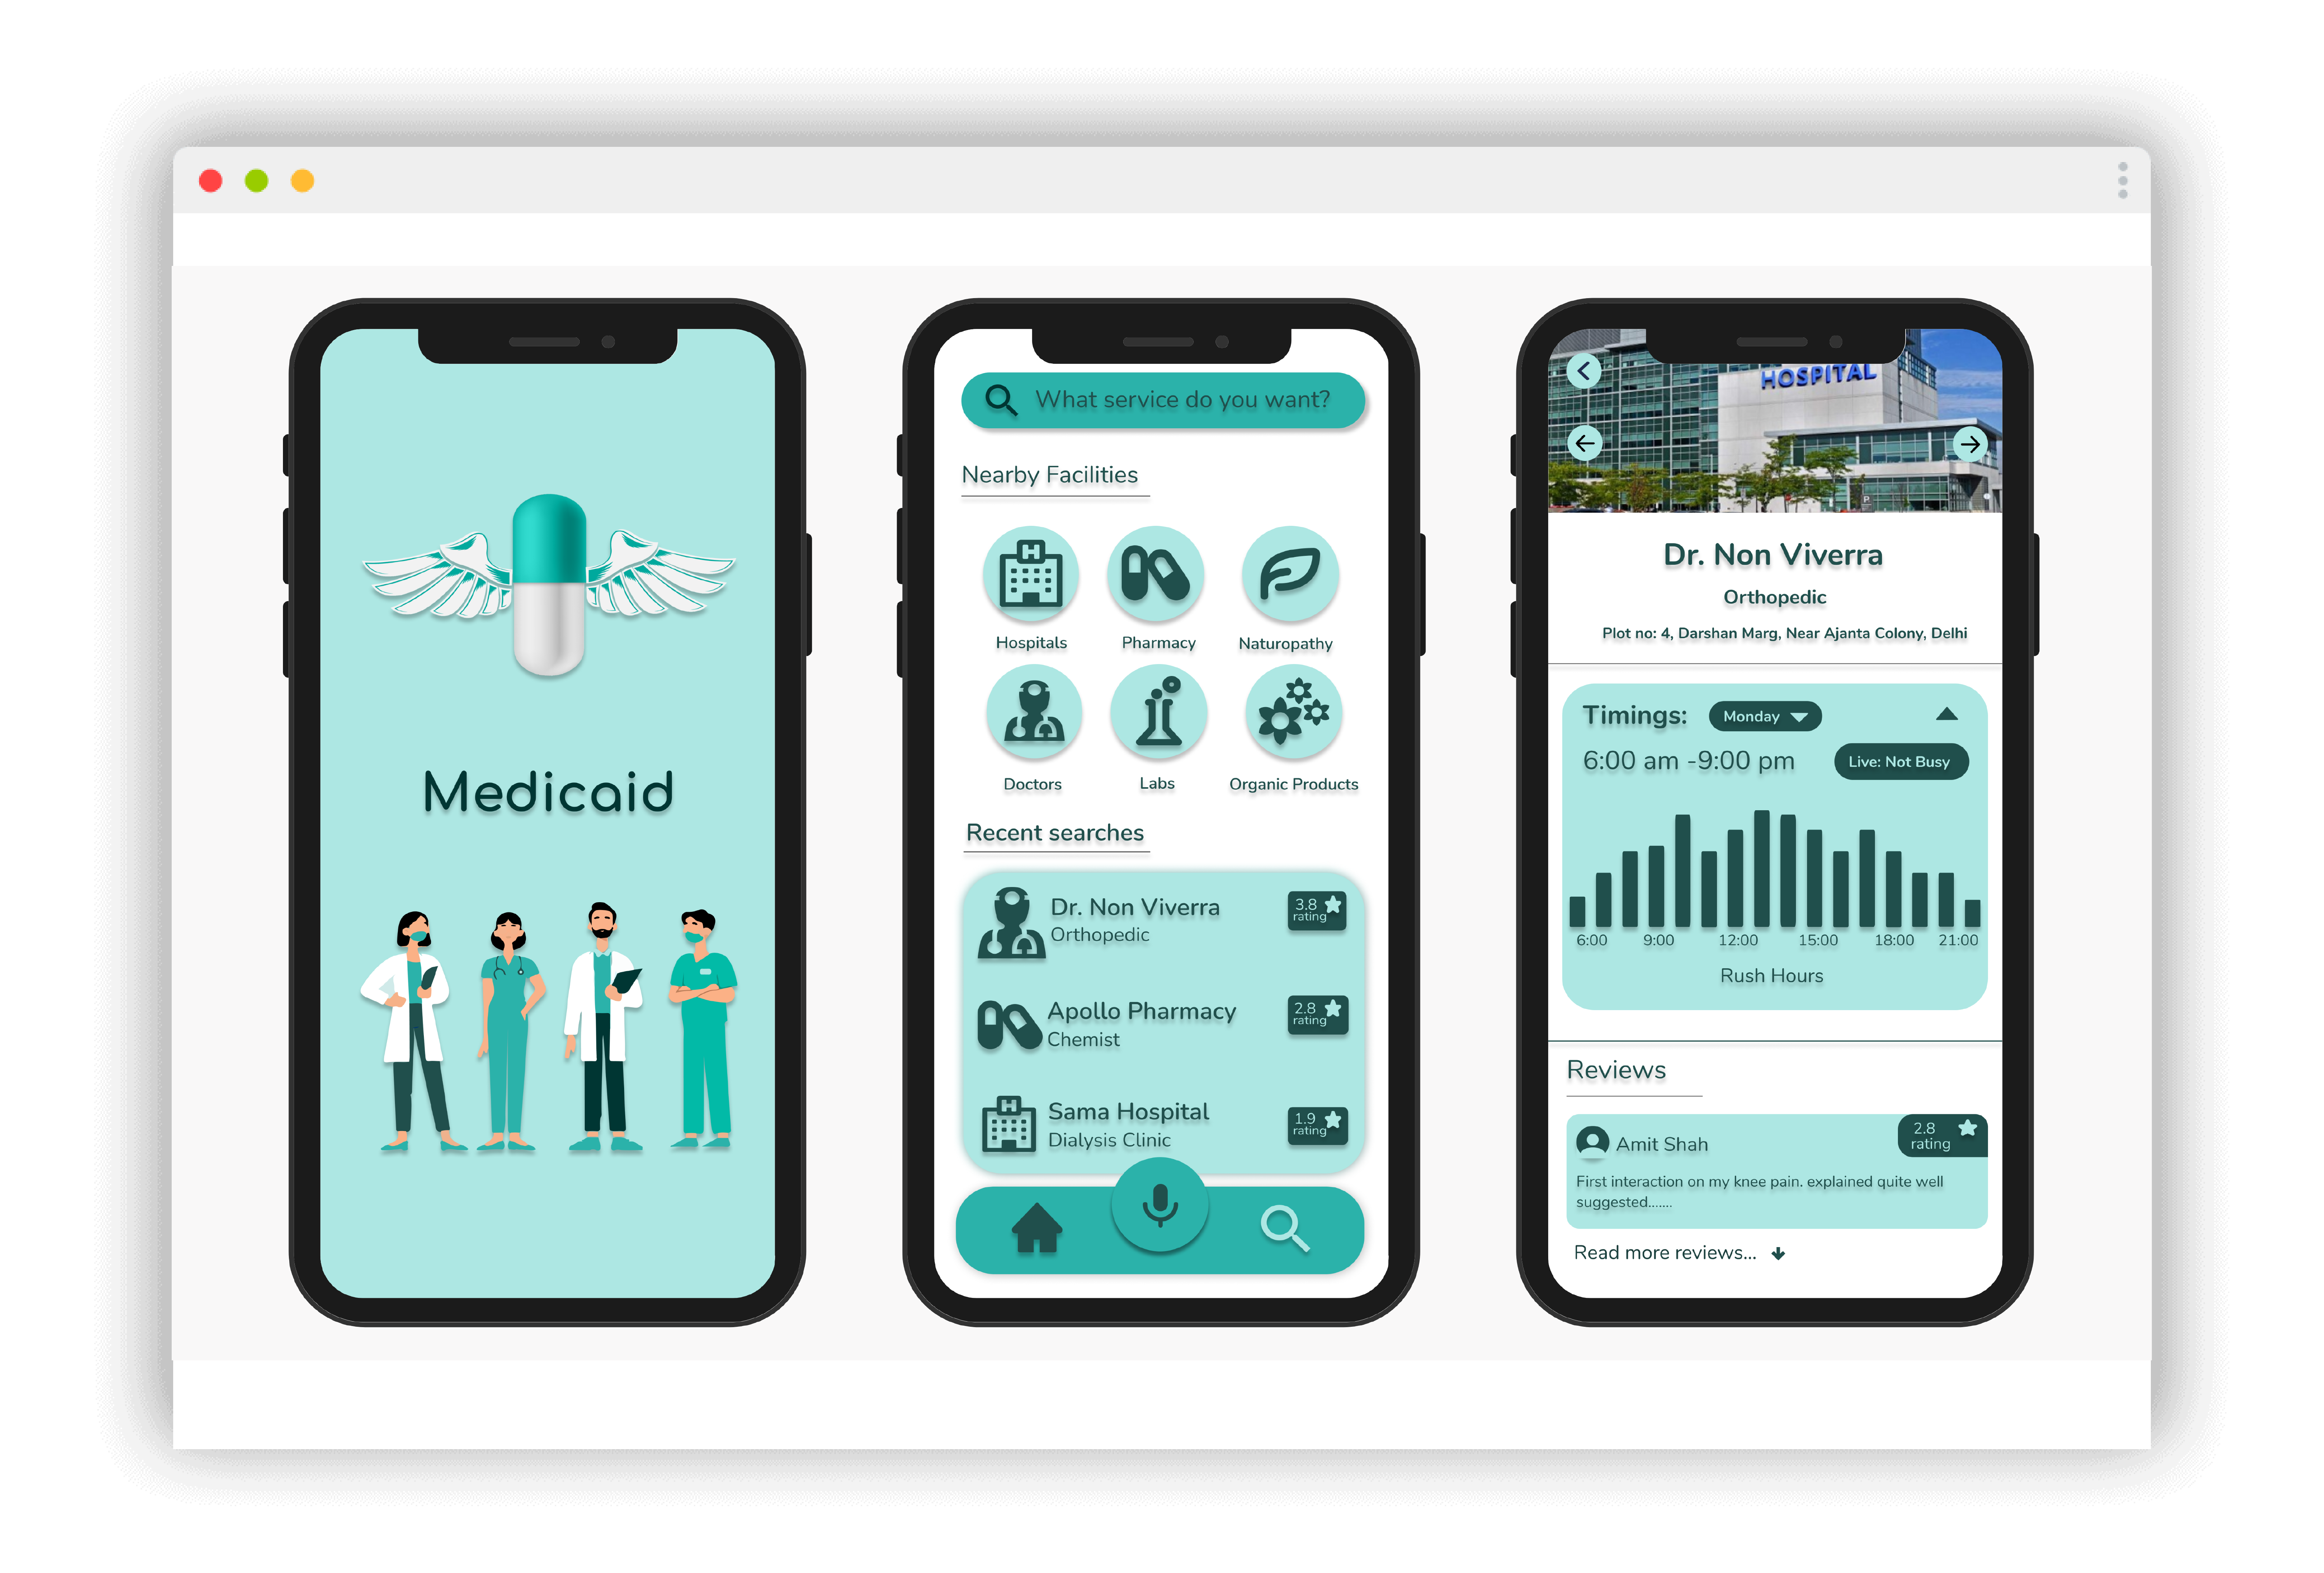 Medicaid
What service do you want?
Nearby Facilities
H
Hospitals
Pharmacy
Naturopathy
Doctors
Labs
Organic Products
Recent searches
Dr. Non Viverra
Orthopedic
3.8
rating
Apollo Pharmacy
Chemist
2.8
rating
H
Sama Hospital
Dialysis Clinic
1.9
rating
HOSPITAL
P
Dr. Non Viverra
Orthopedic
Plot no: 4, Darshan Marg, Near Ajanta Colony, Delhi
Timings: Monday
6:00 am -9:00 pm Live: Not Busy
6:00 9:00 12:00 15:00 18:00 21:00
Rush Hours
Reviews
Amit Shah
2.8
rating
First interaction on my knee pain. explained quite well
suggested.......
Read more reviews...